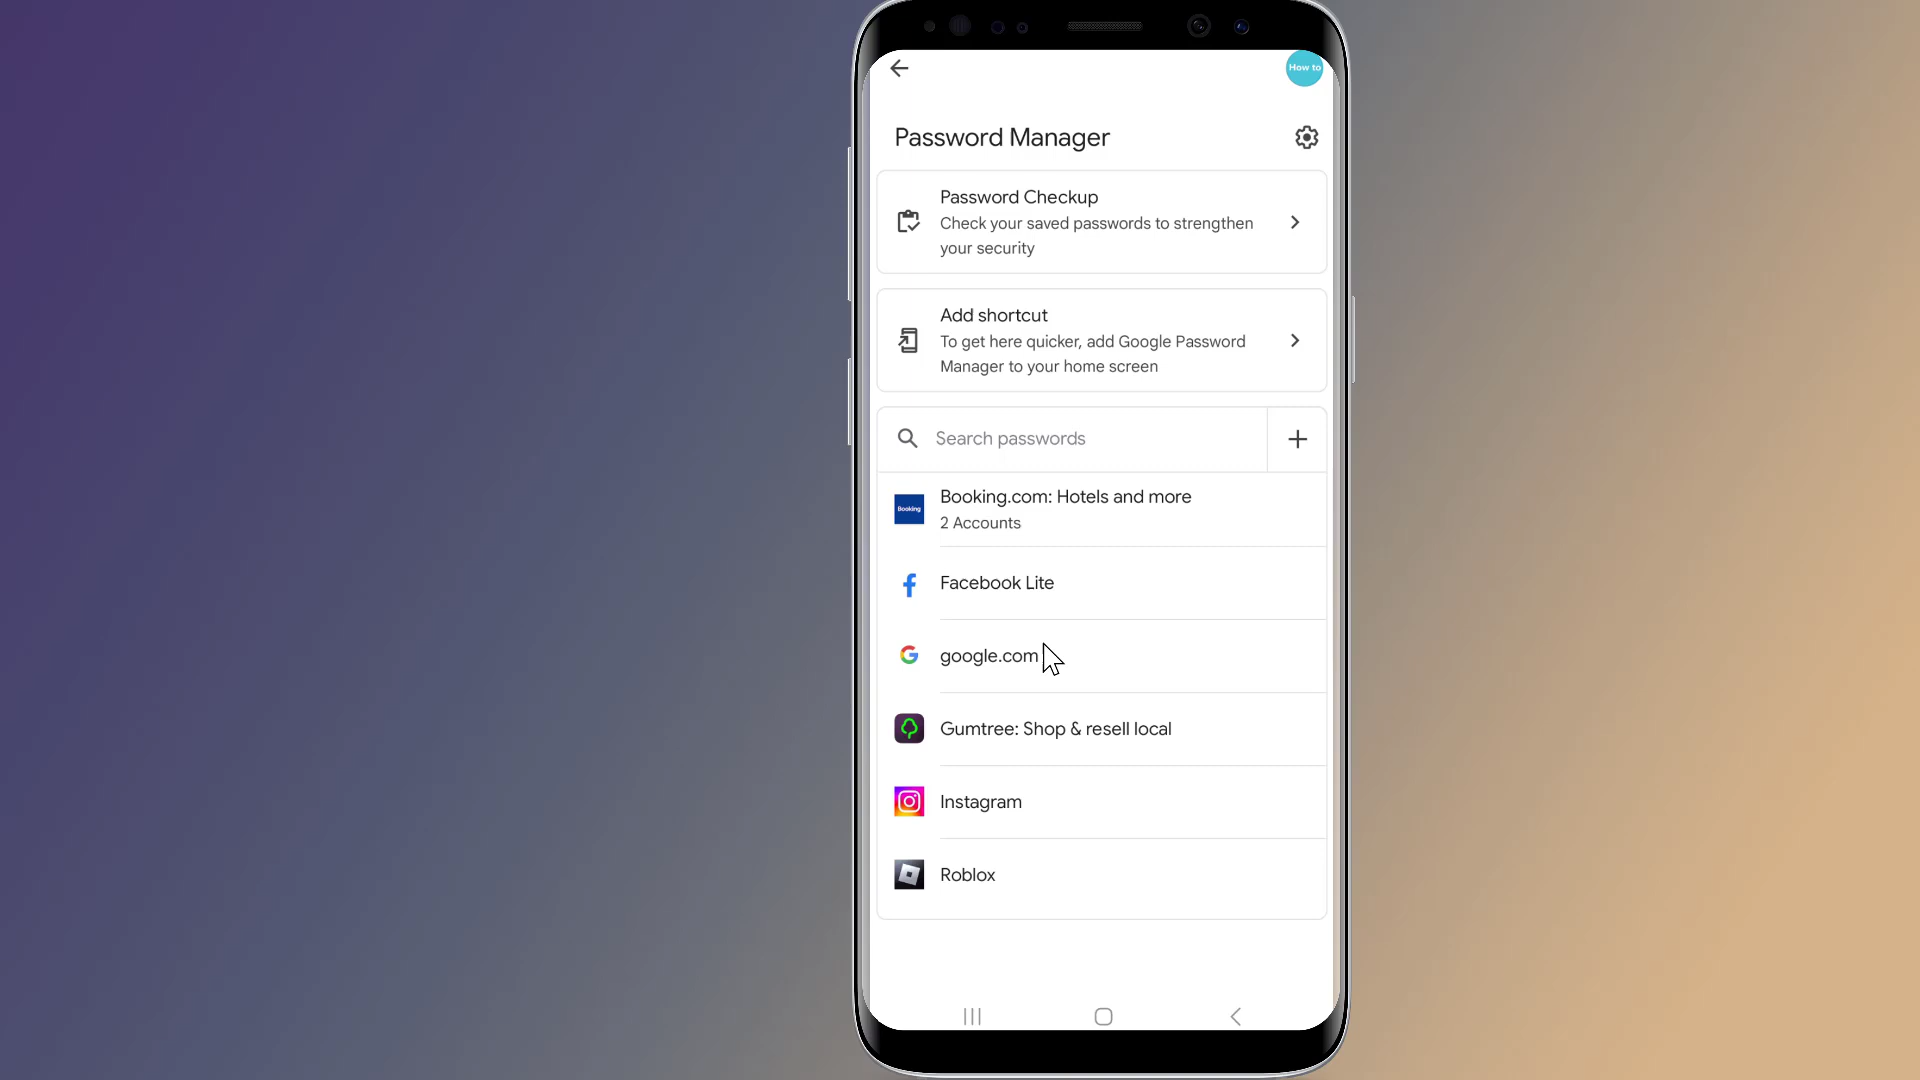 How to
Password Manager
Password Checkup
Check your saved passwords to strengthen
your security
Add shortcut
To get here quicker, add Google Password
Manager to your home screen
Search passwords
Booking.com: Hotels and more
Booking
2 Accounts
Facebook Lite
google.com
Gumtree: Shop & resell local
Instagram
Roblox